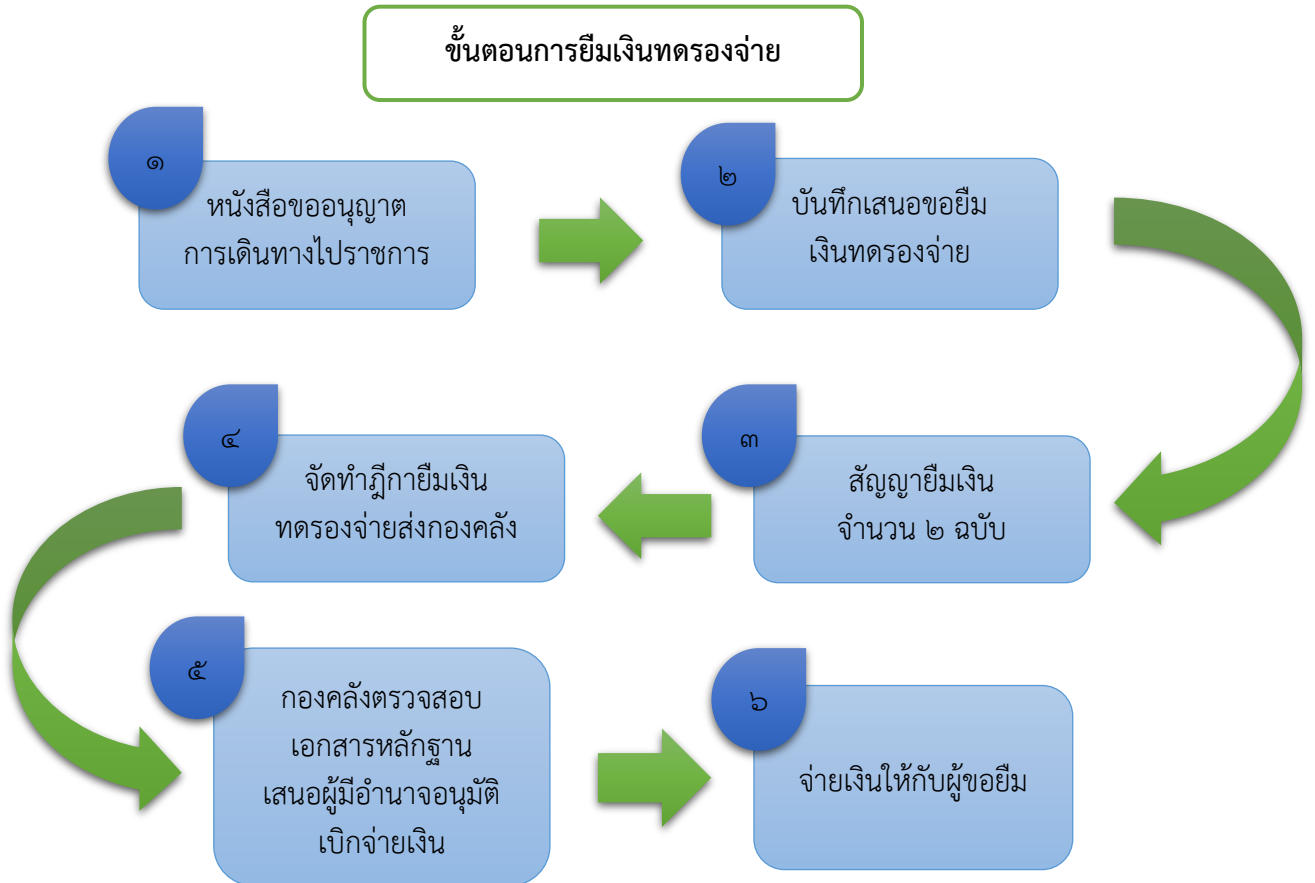 ขั้นตอนการยืมเงินทดรองจ่าย
๑
หนังสือขออนุญาต
การเดินทางไปราชการ
๒
บันทึกเสนอขอยืม
เงินทดรองจ่าย
๓
สัญญายืมเงิน
จำนวน ๒ ฉบับ
๔
จัดทำฎีกายืมเงิน
ทดรองจ่ายส่งกองคลัง
๕
กองคลังตรวจสอบ
เอกสารหลักฐาน
เสนอผู้มีอำนาจอนุมัติ
เบิกจ่ายเงิน
๖
จ่ายเงินให้กับผู้ขอยืม